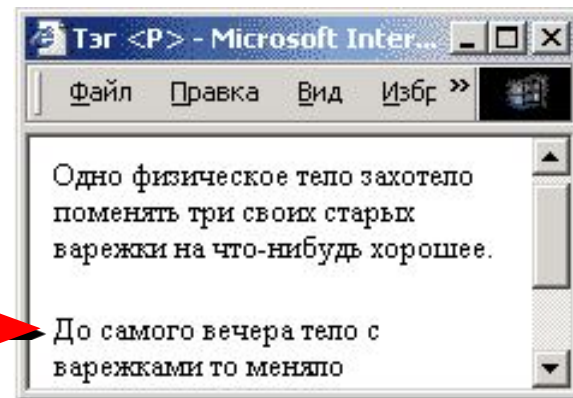 Тэг <P> - Microsoft Inter...
Файл Правка Вид Избр »
Одно физическое тело захотело
поменять три своих старых
варежки на что-нибудь хорошее.
До самого вечера тело с
варежками то меняло